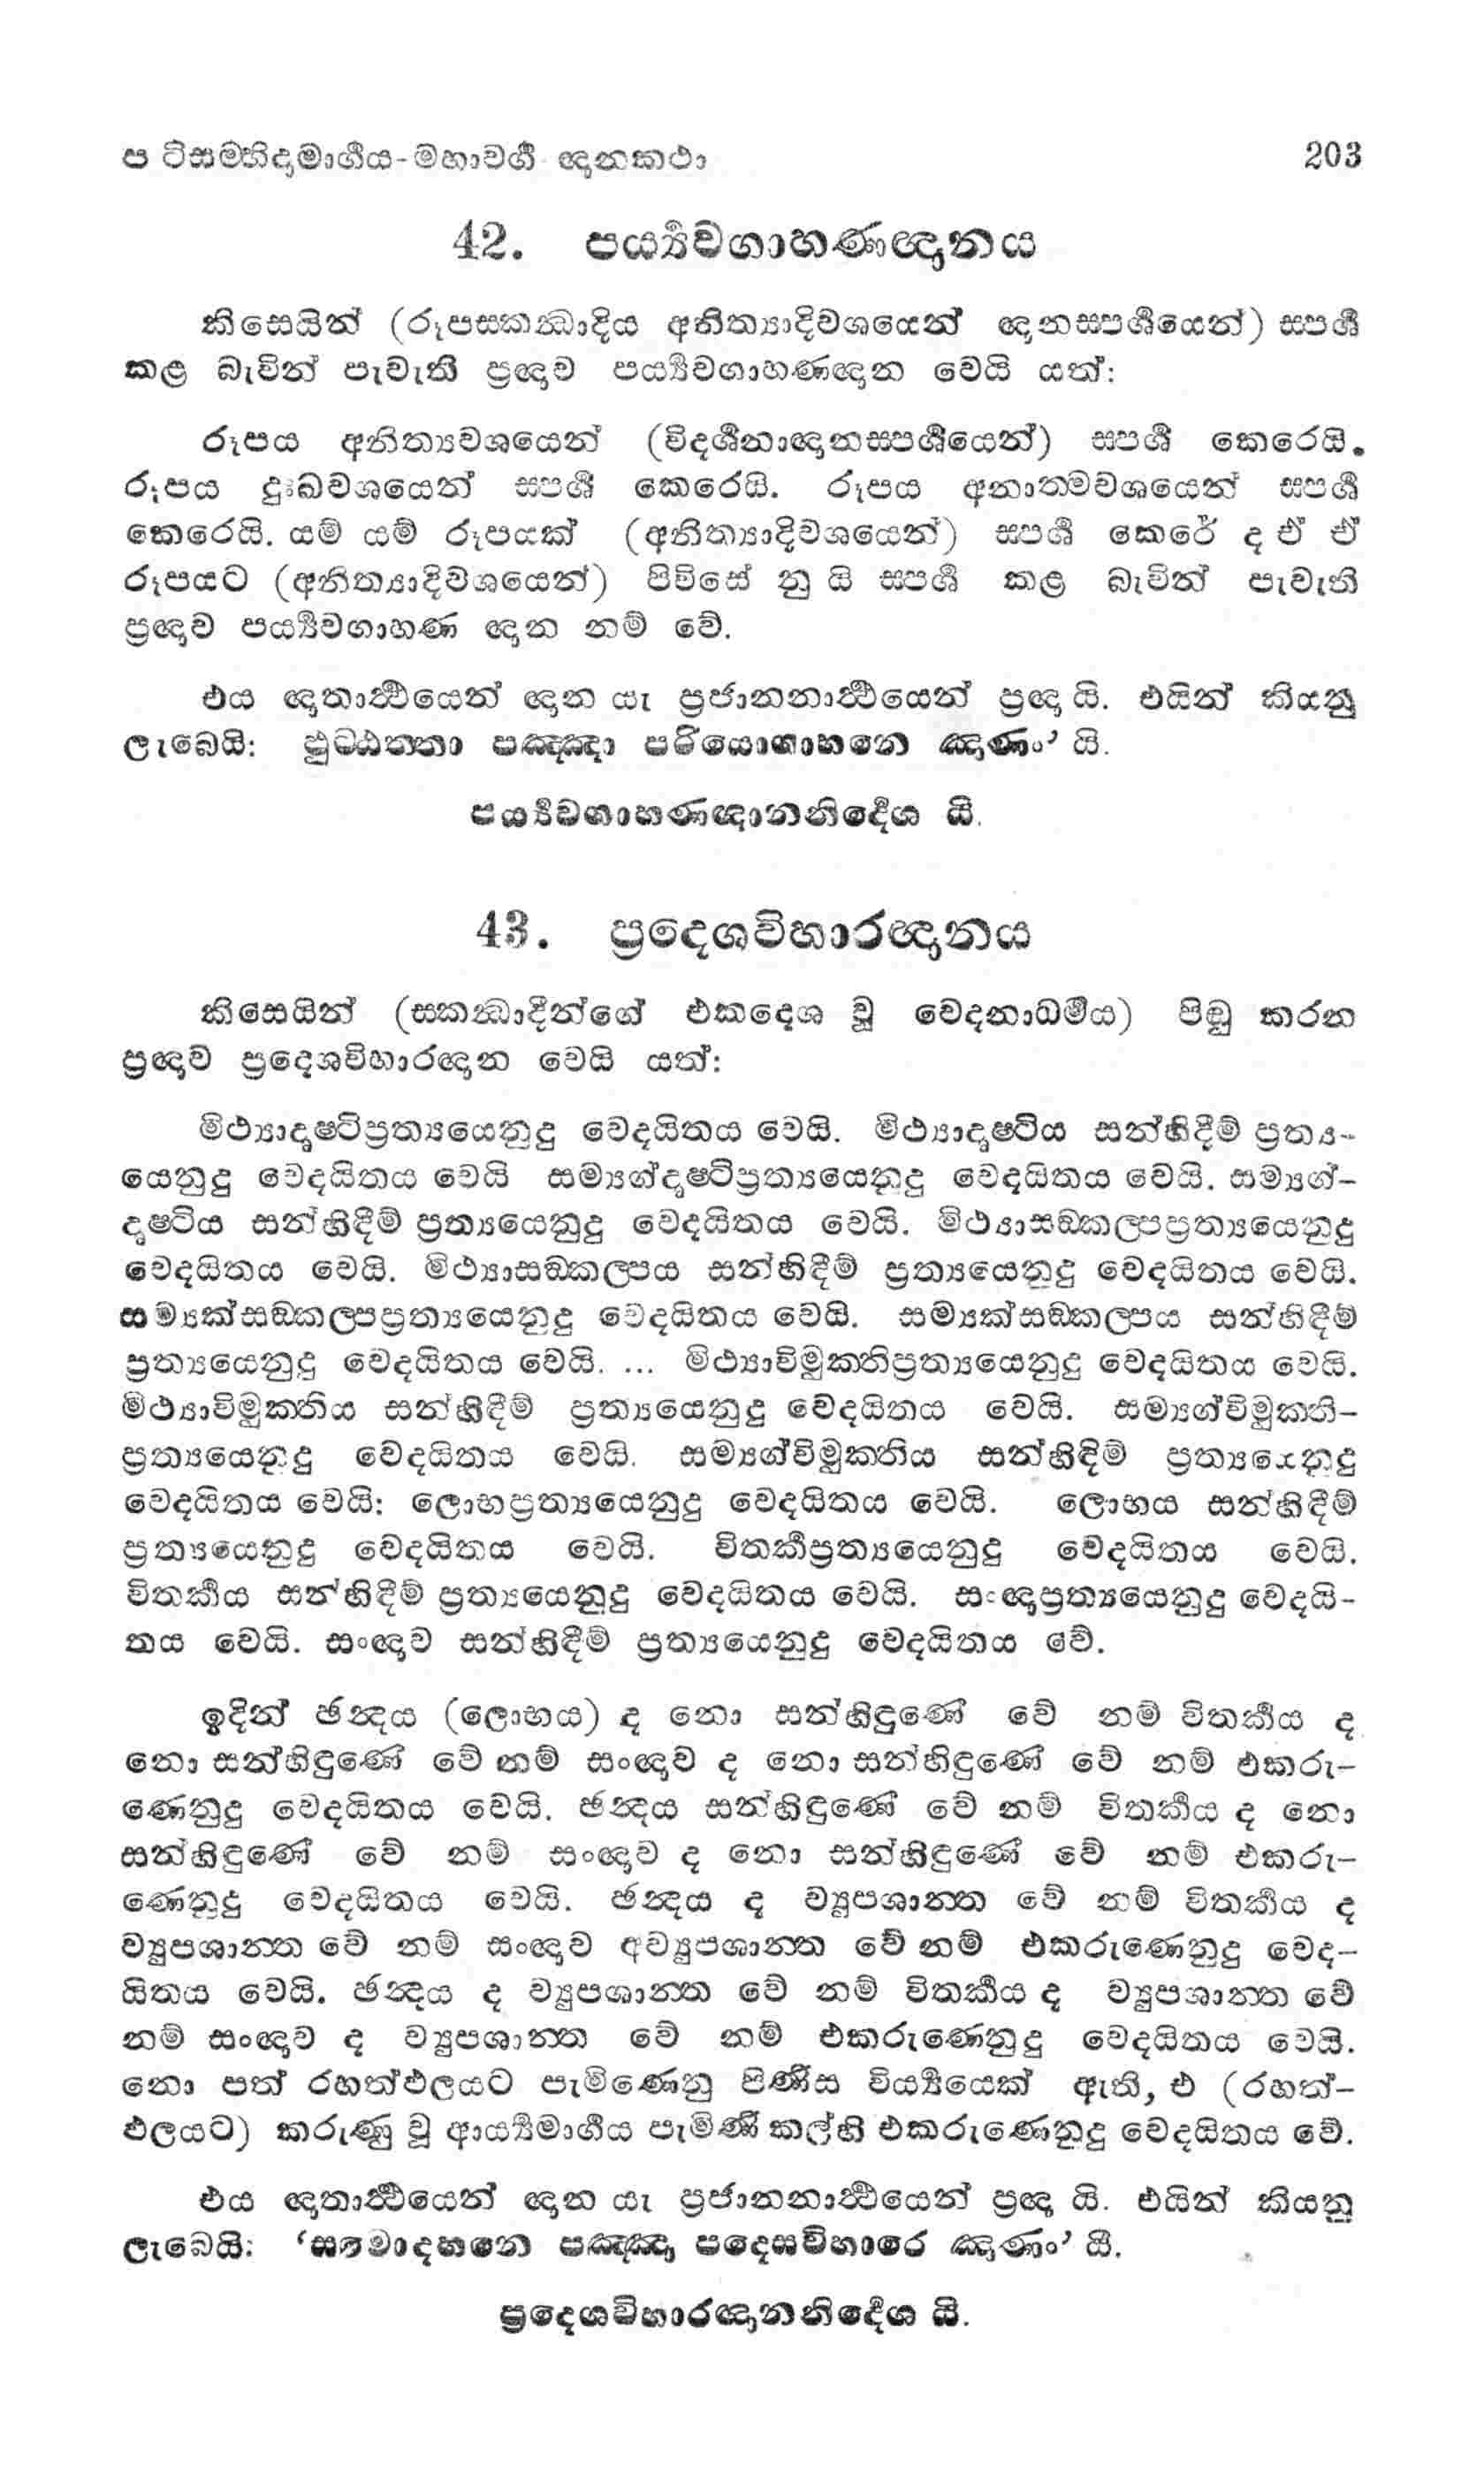 පටිසම්භිදාමාර්‍ගය-මහාවර්‍ග-ඥානකථා 203
42. පර්‍ය්‍යවගාහණඥානය
කිසෙයින් (රූපස්කන්‍ධාදිය අනිත්‍යාදිවශයෙන් ඥානස්පර්‍ශයෙන්) ස්පර්‍ශ
කළ බැවින් පැවැති ප්‍රඥාව පර්‍ය්‍යවගාහණඥාන වෙයි යත්:
රූපය අනිත්‍යවශයෙන් (විදර්‍ශනාඥානස්පර්‍ශයෙන්) ස්පර්‍ශ කෙරෙයි.
රූපය දුඃඛවශයෙන් ස්පර්‍ශ කෙරෙයි. රූපය අනාත්මවශයෙන් ස්පර්‍ශ
කෙරෙයි. යම් යම් රූපයක් (අනිත්‍යාදිවශයෙන්) ස්පර්‍ශ කෙරේ ද ඒ ඒ
රූපයට (අනිත්‍යාදිවශයෙන්) පිවිසේ නු යි ස්පර්‍ශ කළ බැවින් පැවැති
ප්‍රඥාව පර්‍ය්‍යවගාහණ ඥාන නම් වේ.
එය ඥාතාර්‍ත්‍ථයෙන් ඥාන යැ ප්‍රජානනාර්‍ත්‍ථයෙන් ප්‍රඥා යි. එයින් කියනු
ලැබෙයි: ඵුට්ඨත්තා පඤ්ඤා පරියොගාහනෙ ඤාණං’ යි.
පර්‍ය්‍යවගාහණඥානනිර්‍දෙශ යි.
43. ප්‍රදෙශවිහාරඥානය
කිසෙයින් (ස්කන්‍ධාදීන්ගේ එකදෙශ වූ වෙදනාධර්‍මය) පිඬු කරන
ප්‍රඥාව ප්‍රදෙශවිහාරඥාන වෙයි යත්:
මිථ්‍යාදෘෂ්ටිප්‍රත්‍යයෙනුදු වෙදයිතය වෙයි. මිථ්‍යාදෘෂ්ටිය සන්හිදීම් ප්‍රත්‍ය-
යෙනුදු වෙදයිතය වෙයි සම්‍යග්දෘෂ්ටිප්‍රත්‍යයෙනුදු වෙදයිතය වෙයි. සම්‍යග්-
දෘෂ්ටිය සන්හිඳීම් ප්‍රත්‍යයෙනුදු වෙදයිතය වෙයි. මිථ්‍යාසඞ්කල්පප්‍රත්‍යයෙනුදු
වෙදයිතය වෙයි. මිථ්‍යාසඞ්කල්පය සන්හිඳීම් ප්‍රත්‍යයෙනුදු වෙදයිතය වෙයි.
සම්‍යක්සඞ්කල්පප්‍රත්‍යයෙනුදු වෙදයිතය වෙයි. සම්‍යක්සඞ්කල්පය සන්හිඳීම්
ප්‍රත්‍යයෙනුදු වෙදයිතය වෙයි. ... මිථ්‍යාවිමුක්තිප්‍රත්‍යයෙනුදු වෙදයිතය වෙයි.
මිථ්‍යාවිමුක්තිය සන්හිඳීම් ප්‍රත්‍යයෙනුදු වෙදයිතය වෙයි. සම්‍යග්විමුක්ති-
ප්‍රත්‍යයෙනුදු වෙදයිතය වෙයි. සම්‍යග්විමුක්තිය සන්හිඳිම් ප්‍රත්‍යයෙනුදු
වෙදයිතය වෙයි: ලොභප්‍රත්‍යයෙනුදු වෙදයිතය වෙයි. ලොභය සන්හිඳීම්
ප්‍රත්‍යයෙනුදු වෙදයිතය වෙයි. විතර්‍කප්‍රත්‍යයෙනුදු වෙදයිතය වෙයි.
විතර්‍කය සන්හිදීම් ප්‍රත්‍යයෙනුදු වෙදයිතය වෙයි. සංඥාප්‍රත්‍යයෙනුදු වෙදයි-
තය වෙයි. සංඥාව සන්හිඳීම් ප්‍රත්‍යයෙනුදු වෙදයිතය වේ.
ඉදින් ඡන්‍දය (ලොභය) ද නො සන්හිඳුණේ වේ නම් විතර්‍කය ද
නො සන්හිඳුණේ වේ නම් සංඥාව ද නො සන්හිඳුණේ වේ නම් එකරු-
ණෙනුදු වෙදයිතය වෙයි. ඡන්‍දය සන්හිඳුණේ වේ නම් විතර්‍කය ද නො
සන්හිඳුණේ වේ නම් සංඥාව ද නො සන්හිඳුණේ වේ නම් එකරු-
ණෙනුදු වෙදයිතය වෙයි. ඡන්‍දය ද ව්‍යුපශාන්ත වේ නම් විතර්‍කය ද
ව්‍යුපශාන්ත වේ නම් සංඥාව අව්‍යුපශාන්ත වේ නම් එකරුණෙනුදු වෙද-
යිතය වෙයි. ඡන්‍දය ද ව්‍යුපශාන්ත වේ නම් විතර්‍කය ද ව්‍යුපශාන්ත වේ
නම් සංඥාව ද ව්‍යුපශාන්ත වේ නම් එකරුණෙනුදු වෙදයිතය වෙයි.
නො පත් රහත්ඵලයට පැමිණෙනු පිණිස වියර්‍ය්‍යයෙක් ඇති, එ (රහත්-
ඵලයට) කරුණු වූ ආර්‍ය්‍යමාර්‍ගය පැමිණි කල්හි එකරුණෙනුදු වෙදයිතය වේ.
එය ඥාතාර්‍ත්‍ථයෙන් ඥාන යැ ප්‍රජානනාර්‍ත්‍ථයෙන් ප්‍රඥා යි. එයින් කියනු
ලැබෙයි: ‘සමොදහනෙ පඤ්ඤා පදෙසවිහාරෙ ඤාණං’ යි.
ප්‍රදෙශවිහාරඥානනිර්‍දෙශ යි.